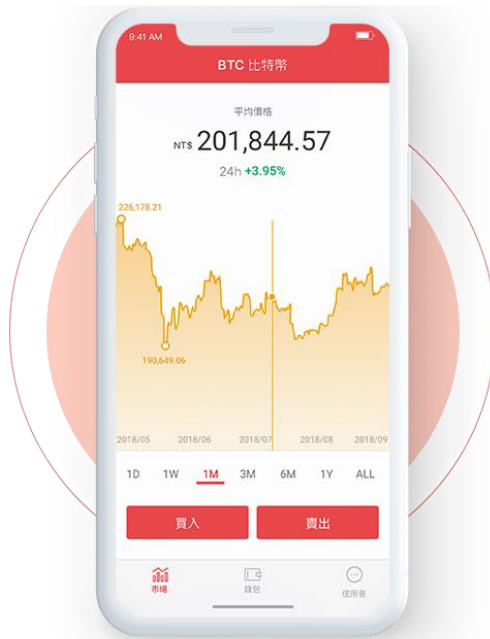 9:41 AM
BTC 比特幣
平均價格
NT$ 201,844.57
24h +3.95%
226,178.21
190,649.06
2018/05 2018/06 2018/07 2018/08 2018/09
1D 1W 1M 3M 6M 1Y ALL
買入 賣出
市場 錢包 使用者